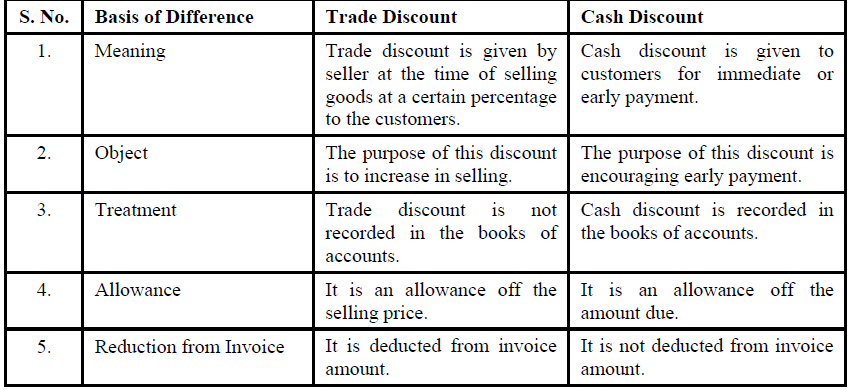 S. No. Basis of Difference Trade Discount Cash Discount
1. Meaning Trade discount is given by Cash discount is given to
seller at the time of selling customers for immediate or
goods at a certain percentage early payment.
to the customers.
2. Object The purpose of this discount The purpose of this discount is
is to increase in selling. encouraging early payment.
3. Treatment Trade discount is not Cash discount is recorded in
recorded in the books of the books of accounts.
accounts.
4. Allowance It is an allowance off the It is an allowance off the
selling price. amount due.
5. Reduction from Invoice It is deducted from invoice It is not deducted from invoice
amount. amount.